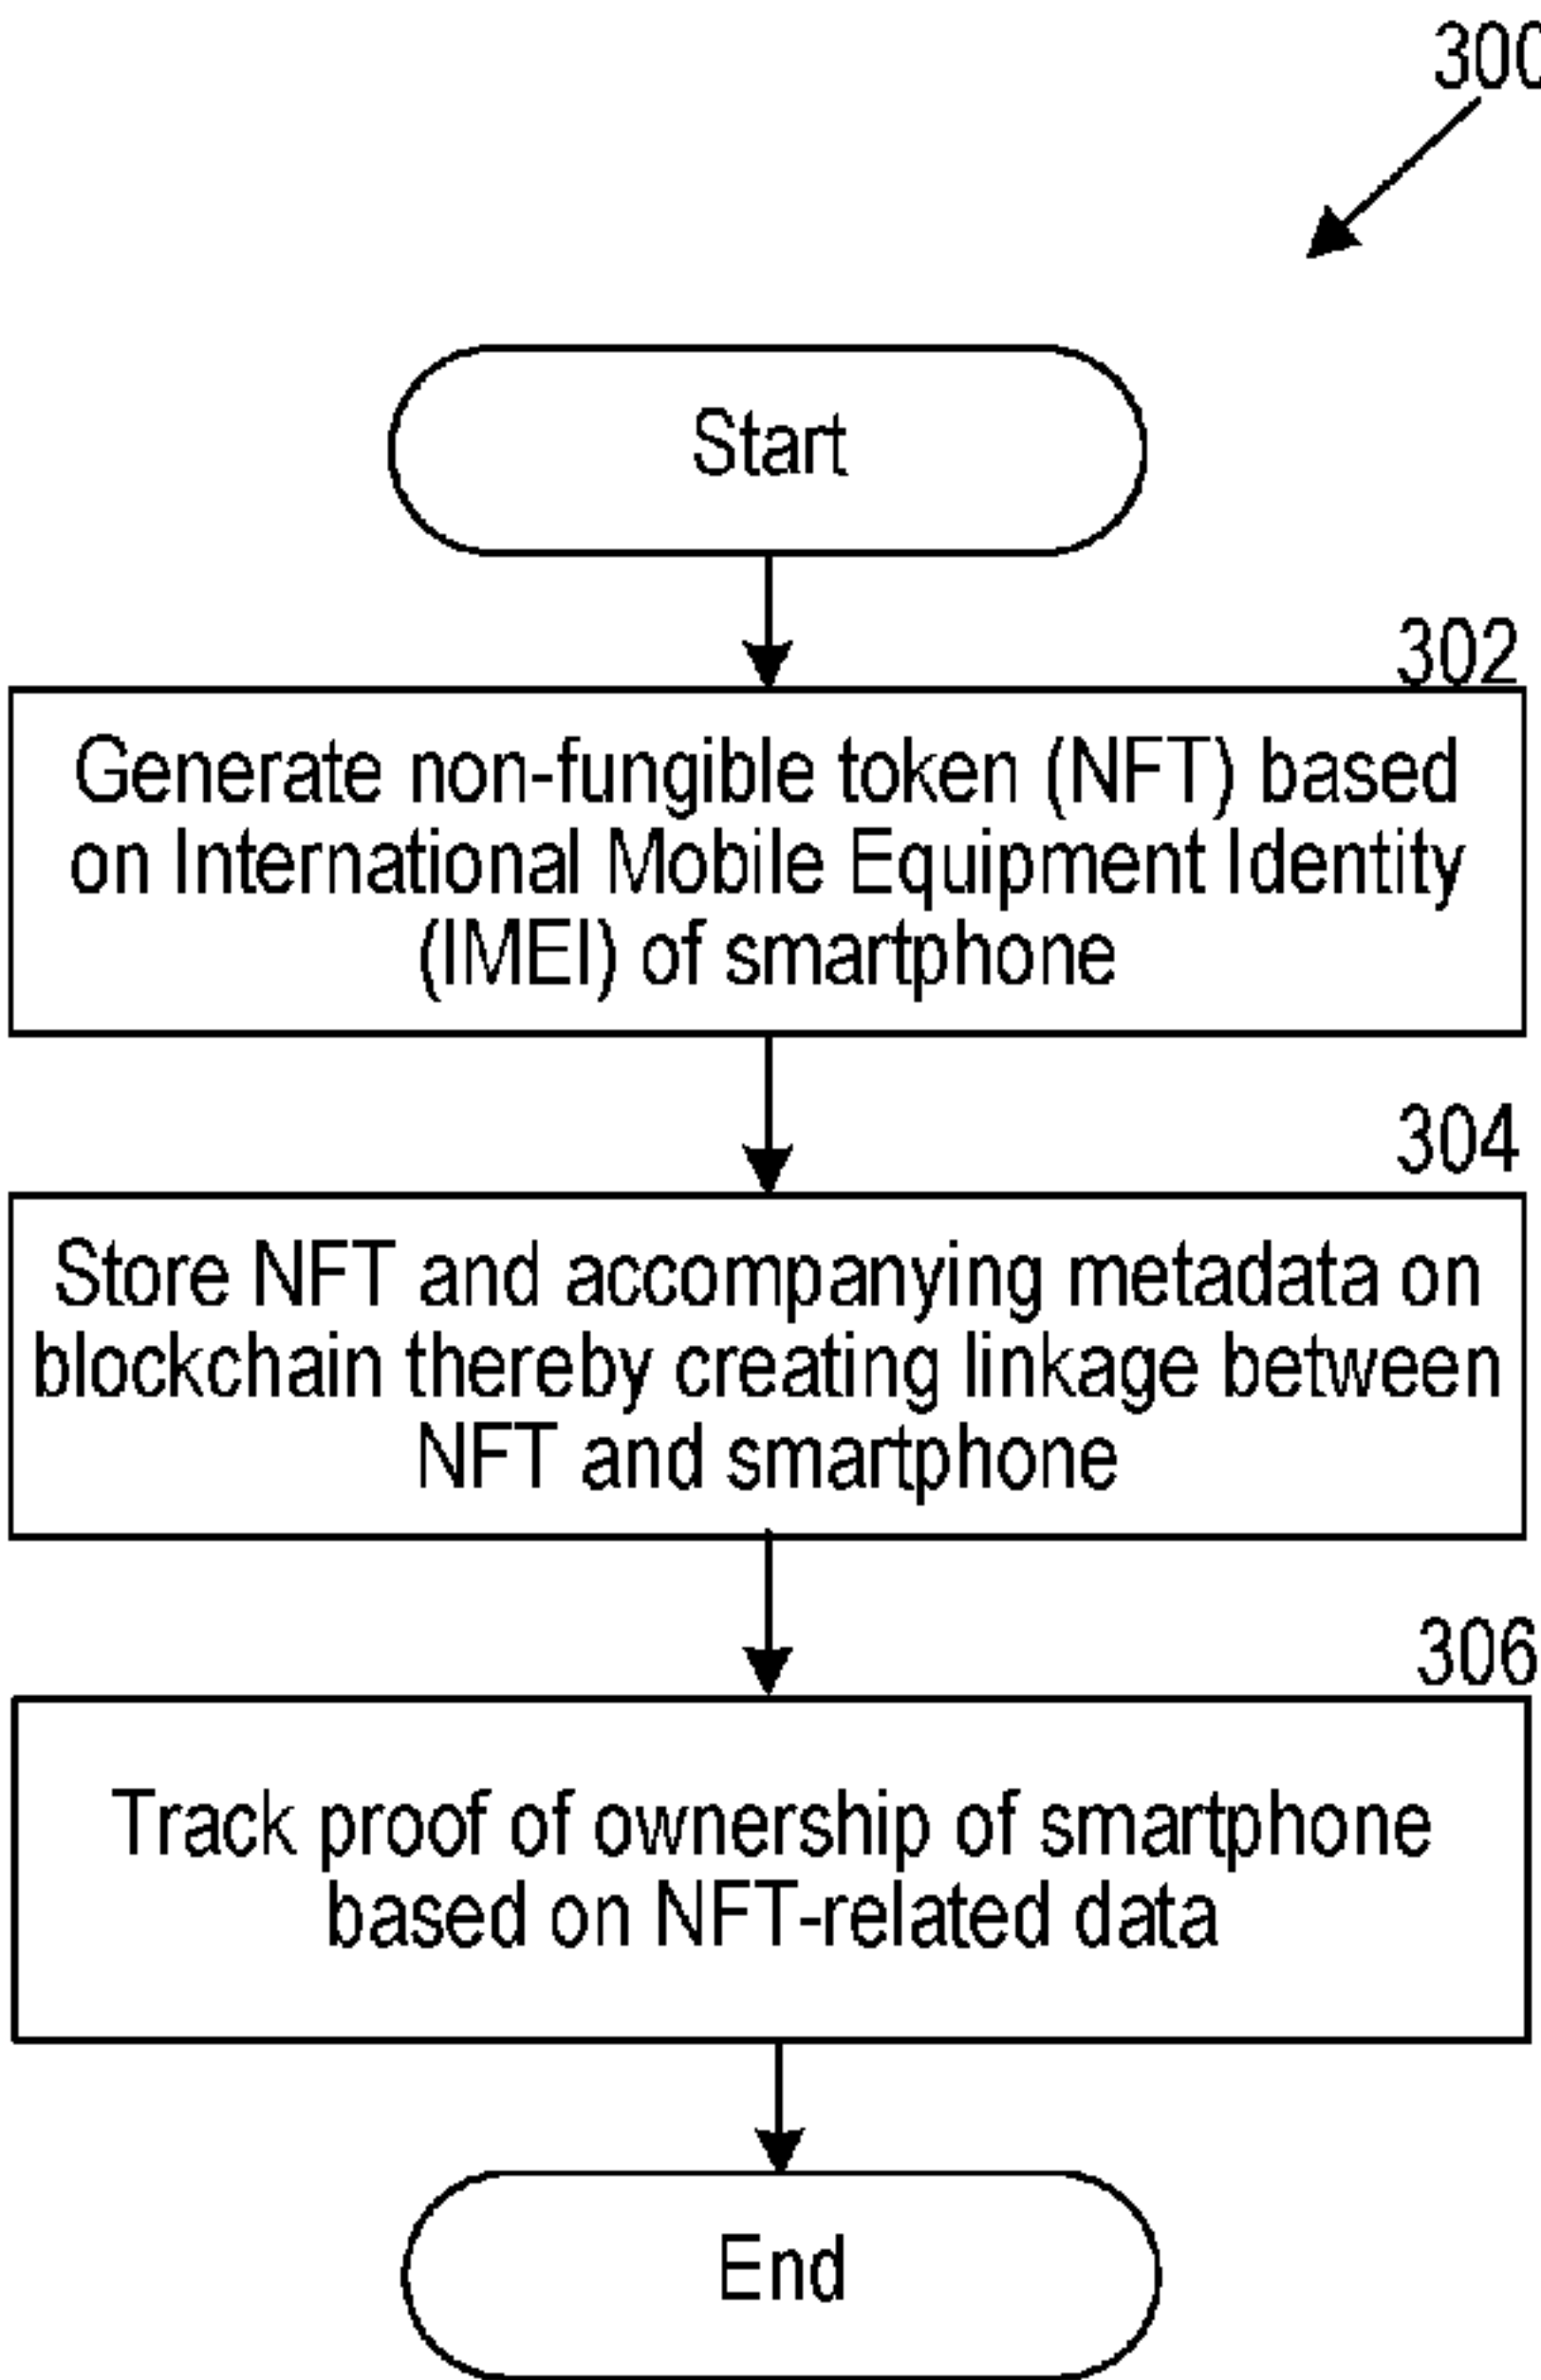 300
Start
302
Generate non-fungible token (NFT) based
on International Mobile Equipment Identity
(IMEI) of smartphone
304
Store NFT and accompanying metadata on
blockchain thereby creating linkage between
NFT and smartphone
306
Track proof of ownership of smartphone
based on NFT-related data
End